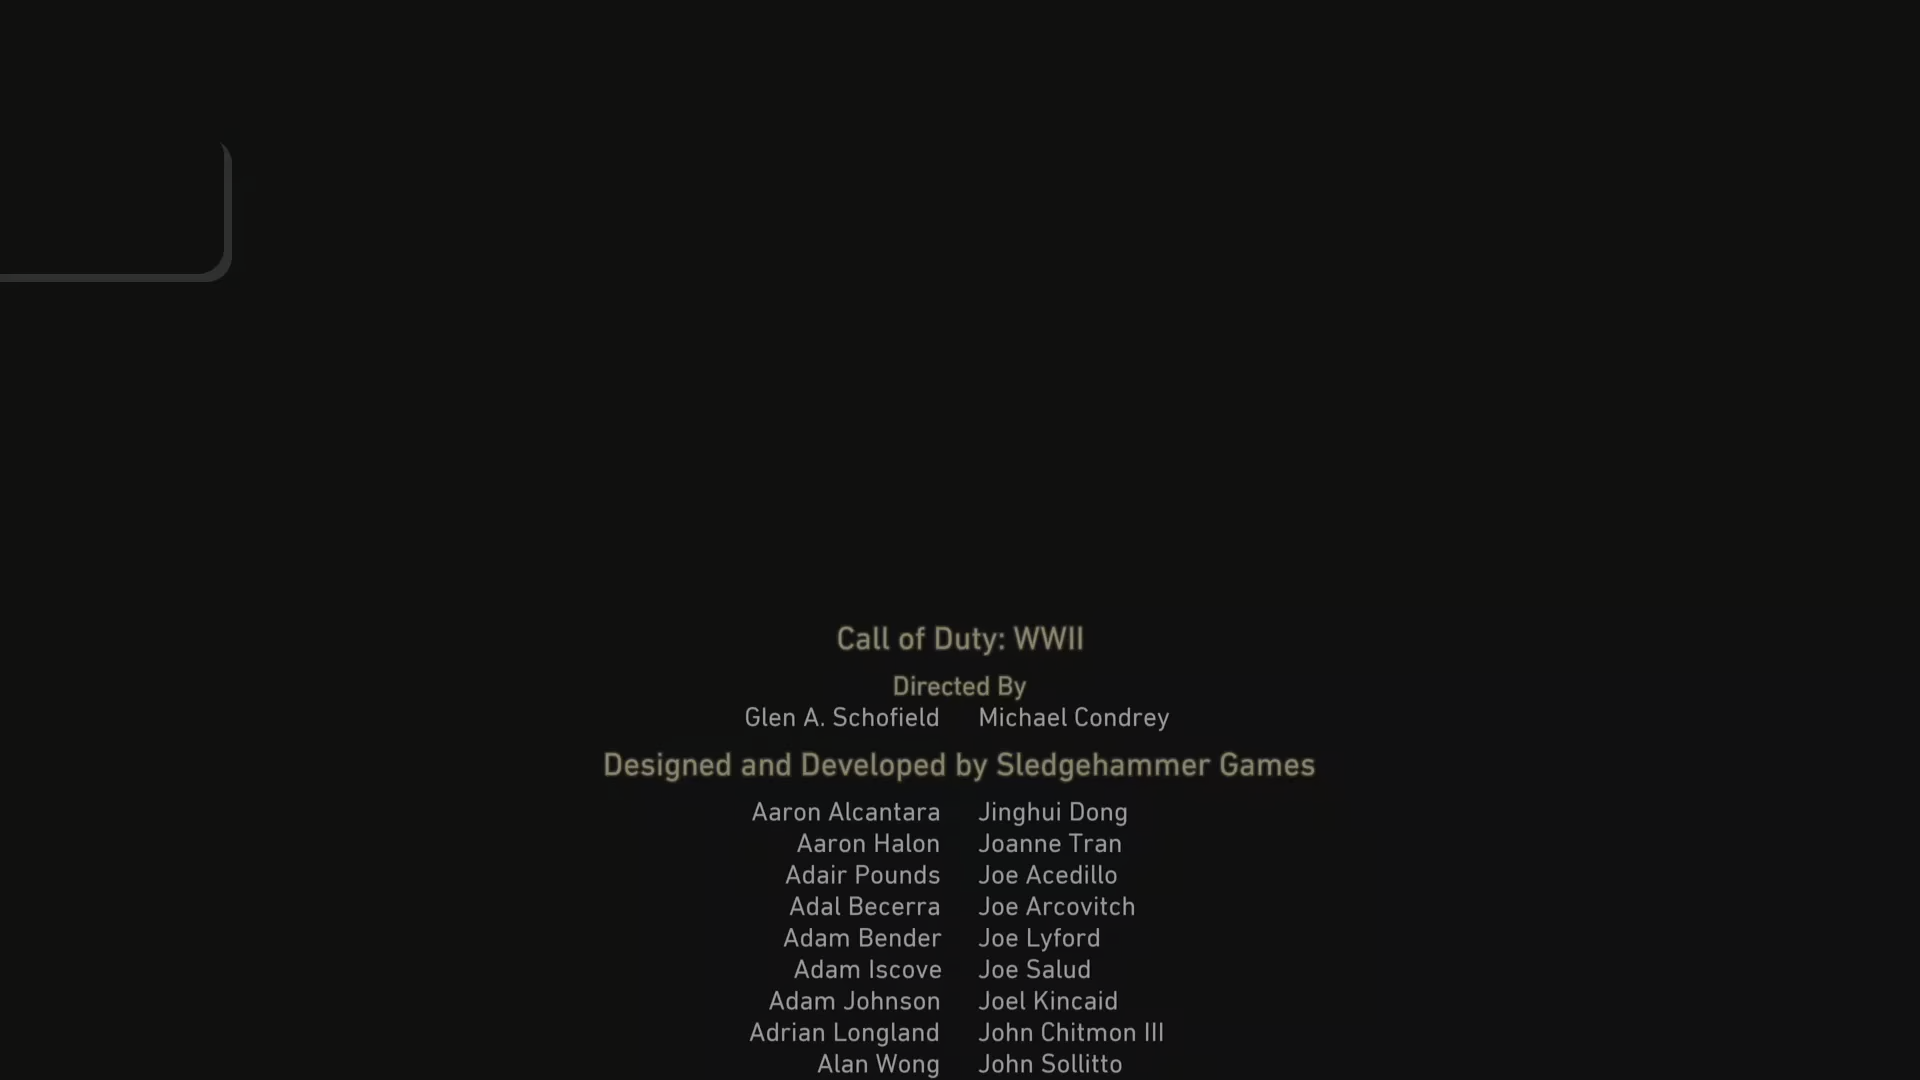 Call of Duty: WWII
Directed By
Glen A. Schofield Michael Condrey
Designed and Developed by Sledgehammer Games
Aaron Alcantara Jinghui Dong
Aaron Halon Joanne Tran
Adair Pounds Joe Acedillo
Adal Becerra Joe Arcovitch
Adam Bender Joe Lyford
Adam Iscove Joe Salud
Adam Johnson Joel Kincaid
Adrian Longland John Chitmon III
Alan Wong John Sollitto